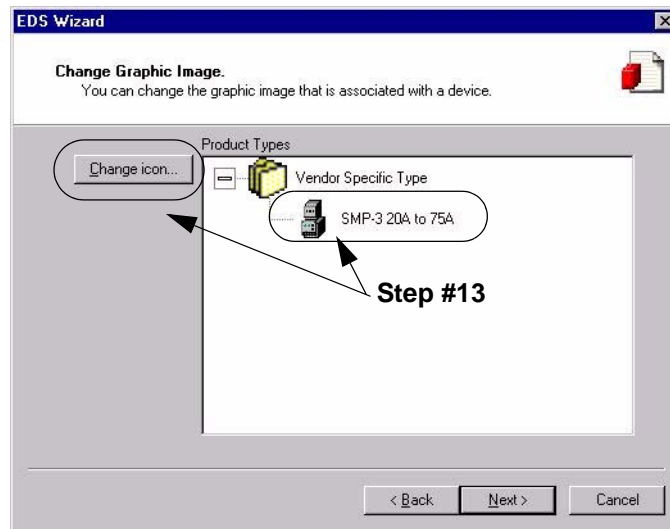 EDS Wizard
Change Graphic Image.
You can change the graphic image that is associated with a device.
Product Types
Change icon...
Vendor Specific Type
SMP-3 20A to 75A
Step #13
< Back
Next >
Cancel